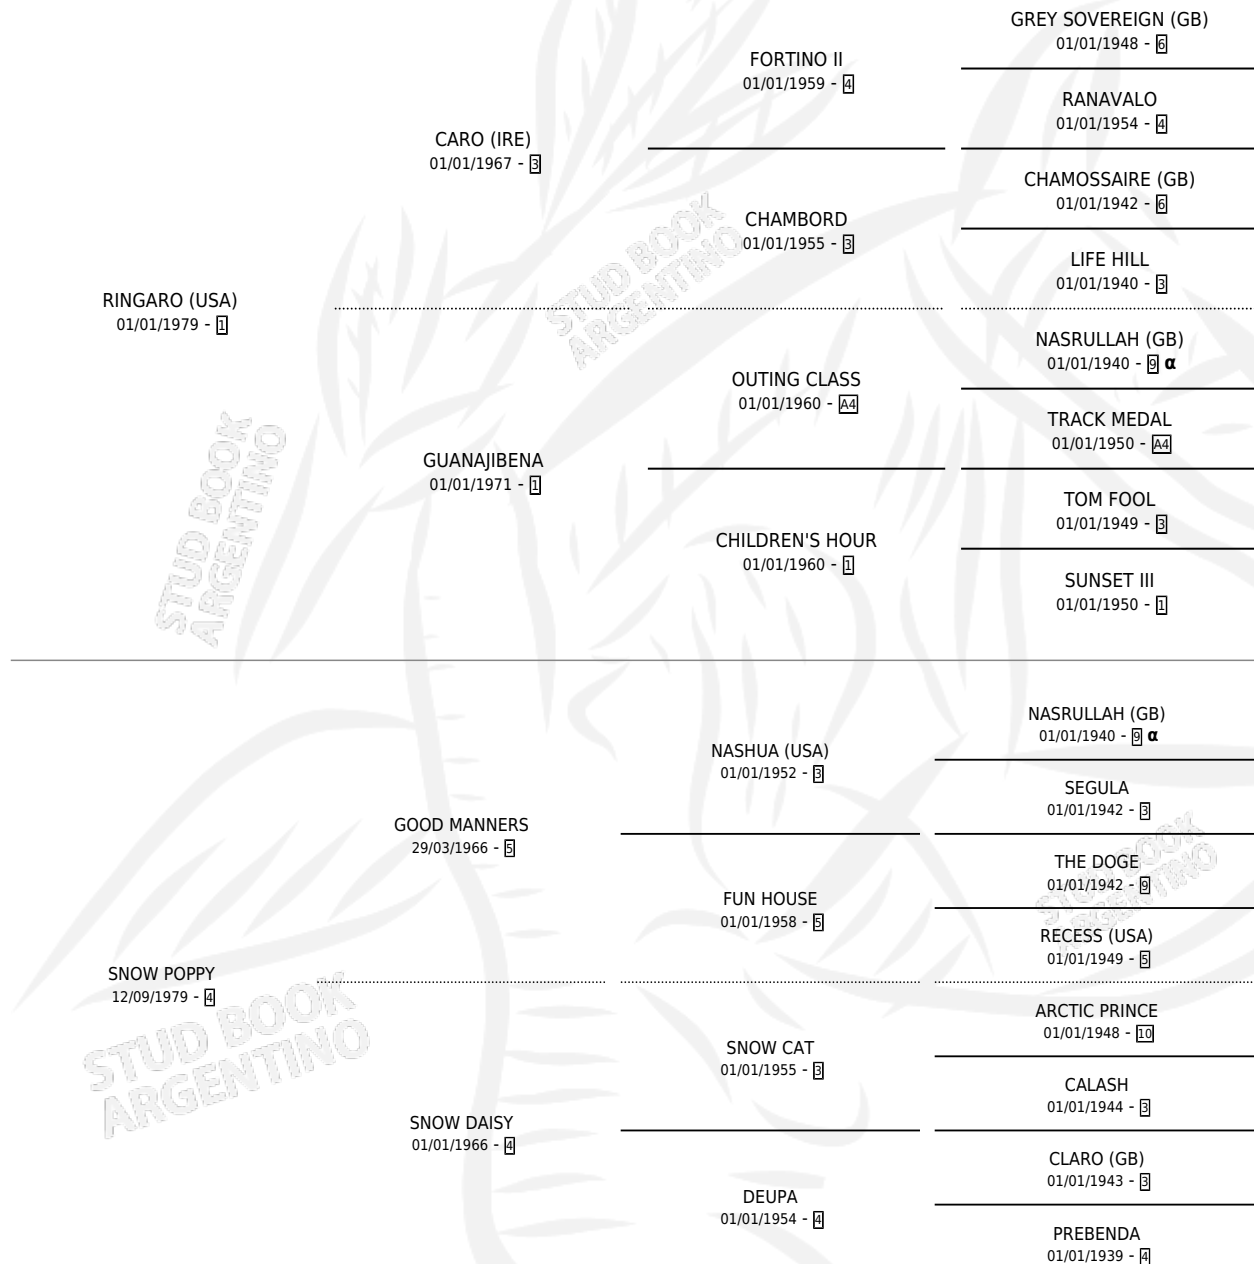 GREY SOVEREIGN (GB)
01/01/1948 - 6
FORTINO II
01/01/1959 - 4
RANAVALO
01/01/1954 - 4
CARO (IRE)
01/01/1967 - 3
CHAMOSSAIRE (GB)
01/01/1942 - 6
CHAMBORD
01/01/1955 - 3
LIFE HILL
01/01/1940 - 3
STUD BOOK
ARGENTINO
RINGARO (USA)
01/01/1979 - 1
NASRULLAH (GB)
01/01/1940 - 9 α
OUTING CLASS
01/01/1960 - A4
TRACK MEDAL
01/01/1950 - A4
GUANAJIBENA
01/01/1971 - 1
TOM FOOL
01/01/1949 - 3
CHILDREN'S HOUR
01/01/1960 - 1
SUNSET III
01/01/1950 - 1
STUD BOOK
ARGENTINO
NASRULLAH (GB)
01/01/1940 - 9 α
NASHUA (USA)
01/01/1952 - 3
SEGULA
01/01/1942 - 3
GOOD MANNERS
29/03/1966 - 5
THE DOGE
01/01/1942 - 9
FUN HOUSE
01/01/1958 - 5
RECESS (USA)
01/01/1949 - 5
STUD BOOK
ARGENTINO
SNOW POPPY
12/09/1979 - 4
ARCTIC PRINCE
01/01/1948 - 10
SNOW CAT
01/01/1955 - 3
CALASH
01/01/1944 - 3
STUD BOOK
ARGENTINO
SNOW DAISY
01/01/1966 - 4
CLARO (GB)
01/01/1943 - 3
DEUPA
01/01/1954 - 4
PREBENDA
01/01/1939 - 4